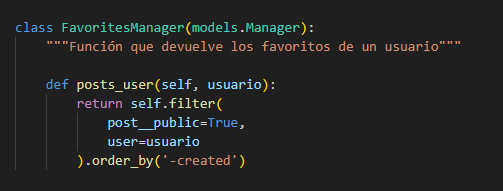 class FavoritesManager(models.Manager):
    """Función que devuelve los favoritos de un usuario"""

    def posts_user(self, usuario):
        return self.filter(
            post__public=True,
            user=usuario
        ).order_by('-created')